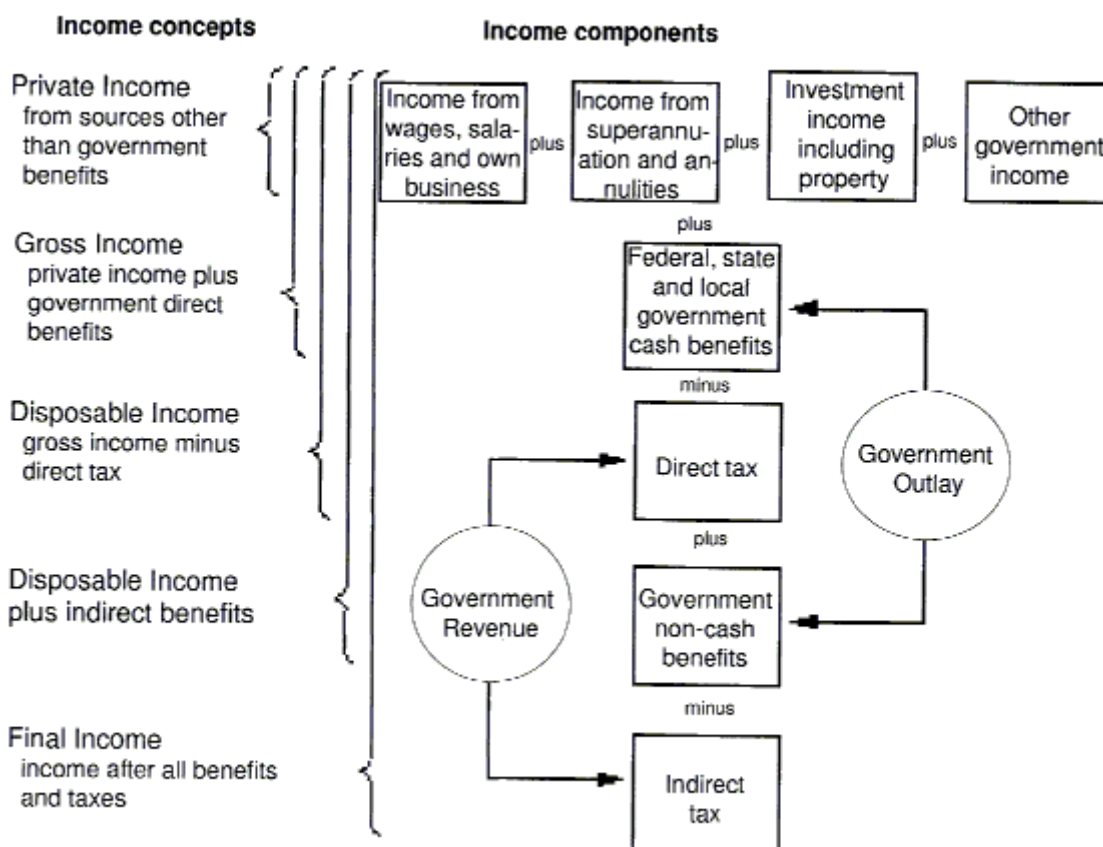 Income concepts
Income components
Private Income
from sources other
than government
benefits
Income from
wages, sala-
ries and own
business
plus
Income from
superannu-
ation and an-
nulities
plus
Investment
income
including
property
plus
Other
government
income
plus
Gross Income
private income plus
government direct
benefits
Federal, state
and local
government
cash benefits
minus
Disposable Income
gross income minus
direct tax
Direct tax
Government
Outlay
plus
Disposable Income
plus indirect benefits
Government
Revenue
Government
non-cash
benefits
minus
Final Income
income after all benefits
and taxes
Indirect
tax